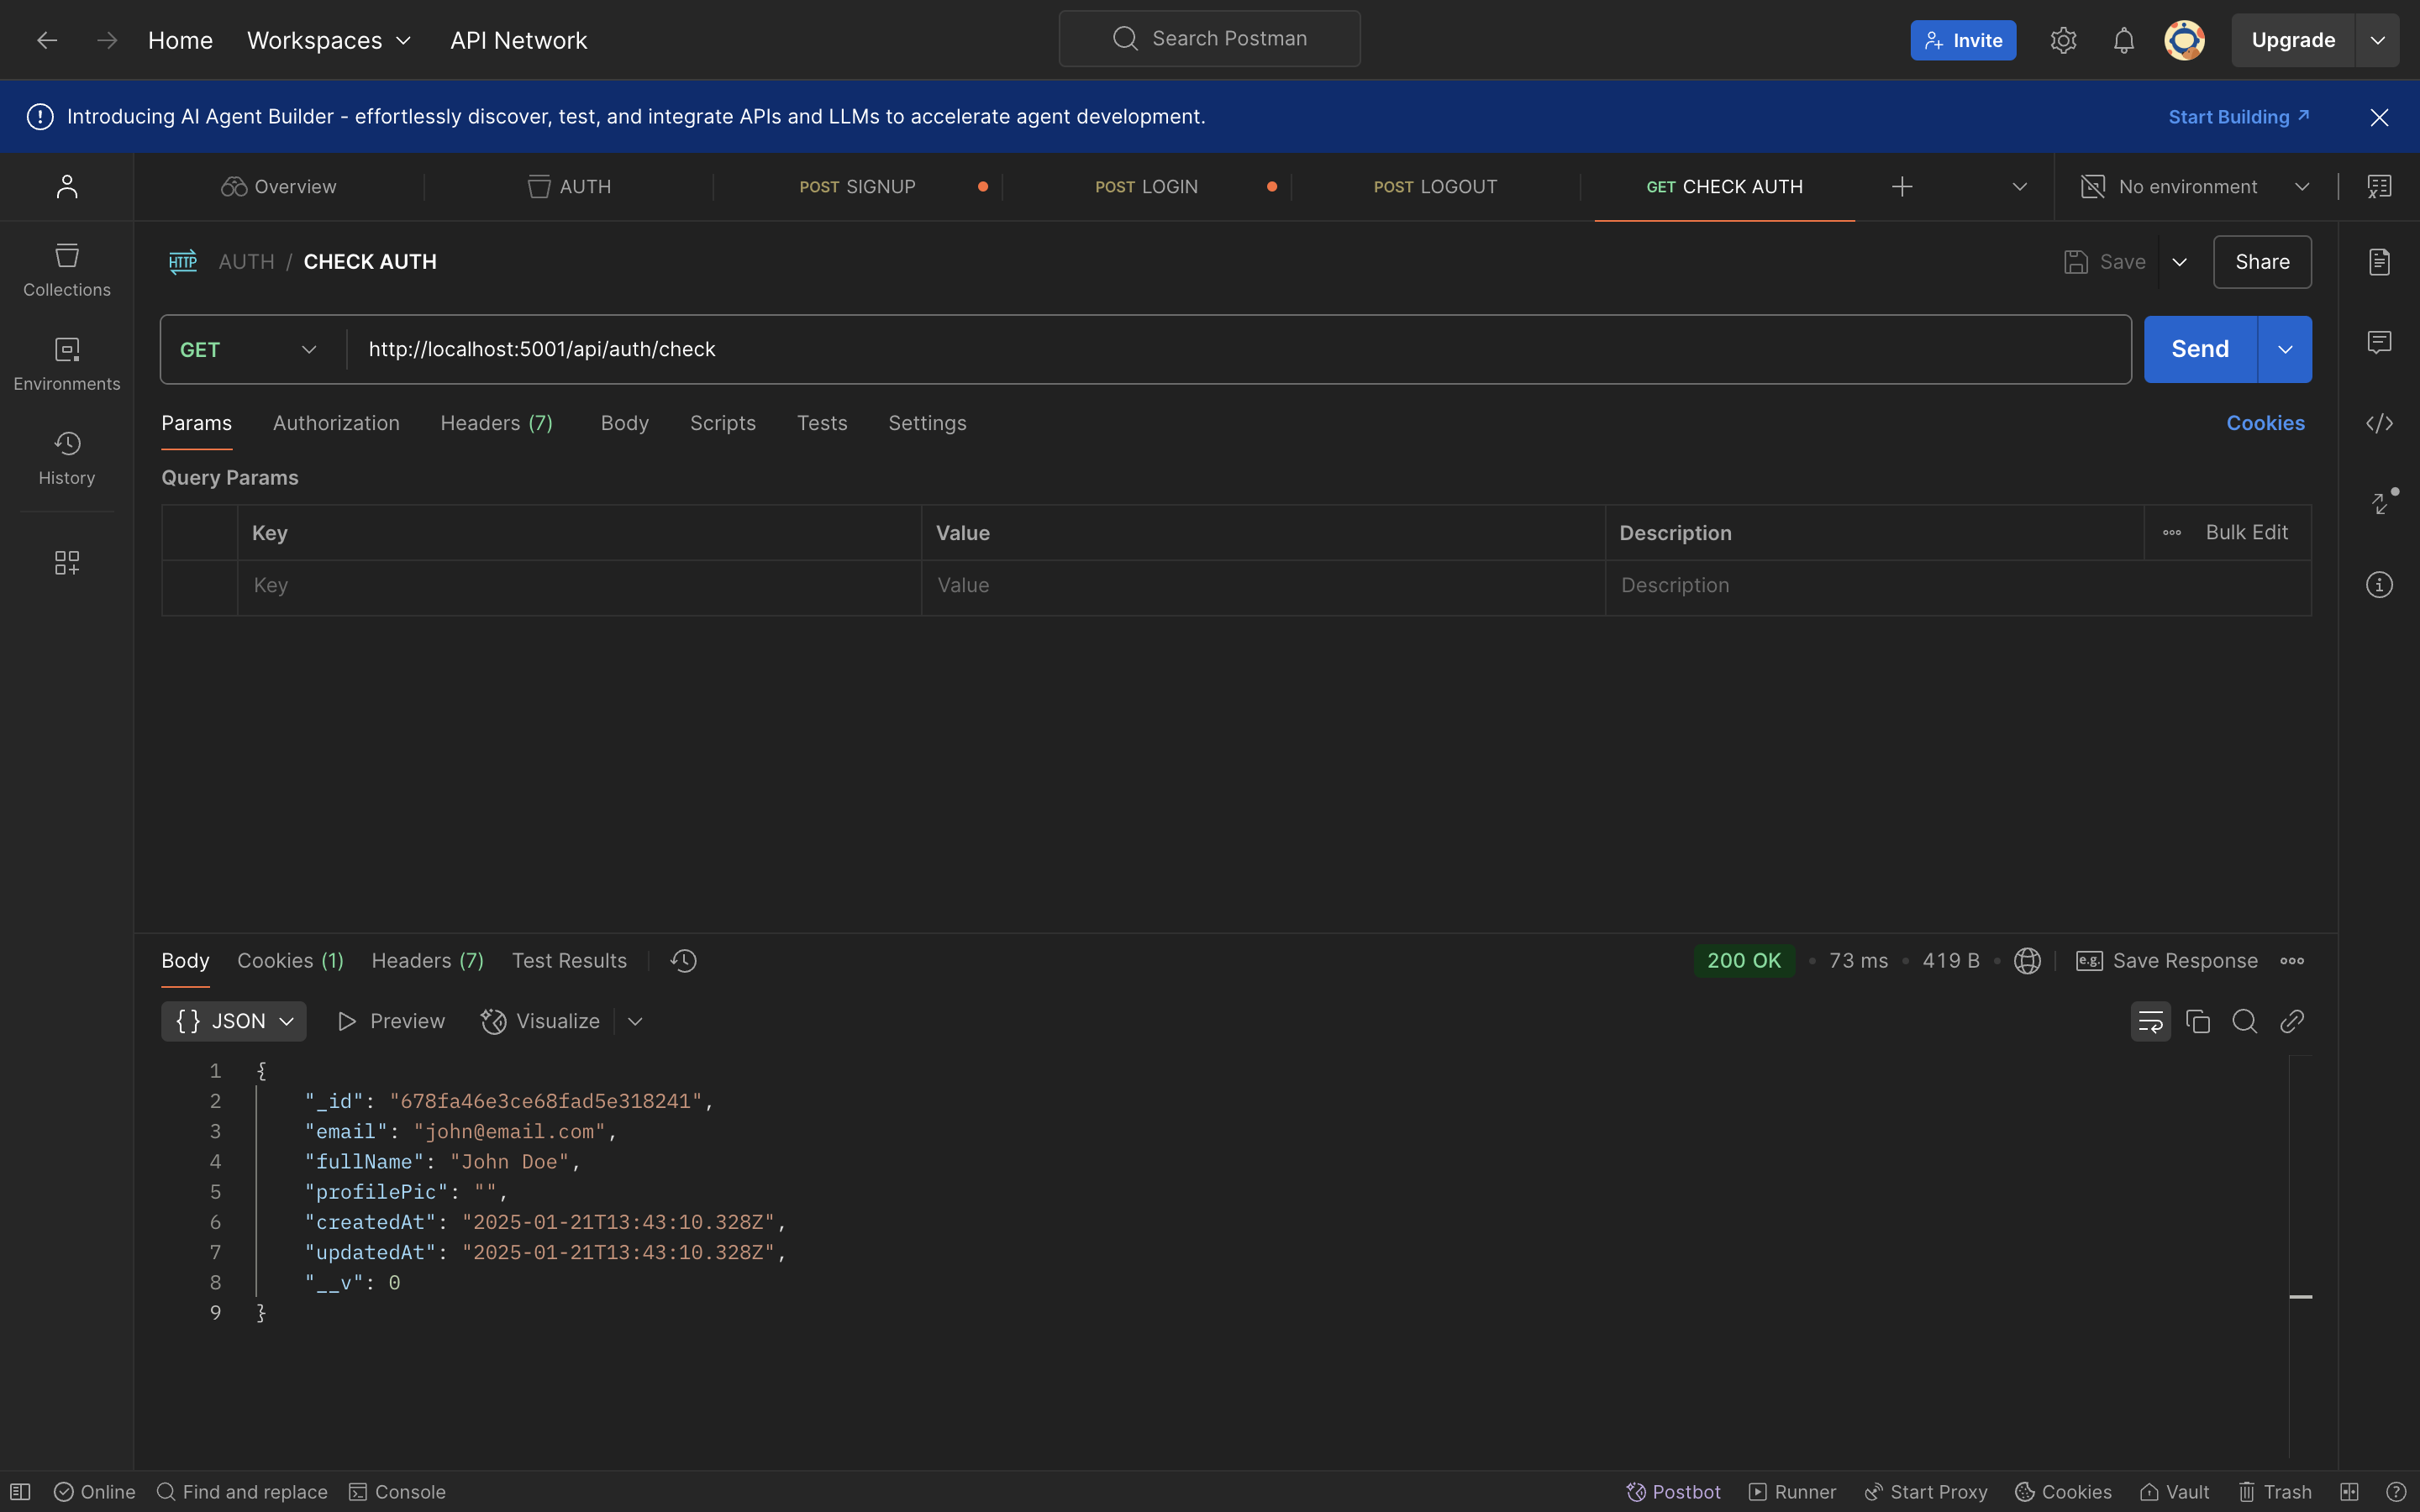 Home Workspaces API Network Search Postman Invite Upgrade
Introducing AI Agent Builder - effortlessly discover, test, and integrate APIs and LLMs to accelerate agent development. Start Building
Overview AUTH POST SIGNUP POST LOGIN POST LOGOUT GET CHECK AUTH No environment
HTTP AUTH / CHECK AUTH Save Share
Collections
GET http://localhost:5001/api/auth/check Send
Environments
Params Authorization Headers (7) Body Scripts Tests Settings Cookies
History
Query Params
Key Value Description Bulk Edit
Key Value Description
Body Cookies (1) Headers (7) Test Results 200 OK 73 ms 419 B e.g. Save Response
{} JSON Preview Visualize
1 {
2 "_id": "678fa46e3ce68fad5e318241",
3 "email": "john@email.com",
4 "fullName": "John Doe",
5 "profilePic": "",
6 "createdAt": "2025-01-21T13:43:10.328Z",
7 "updatedAt": "2025-01-21T13:43:10.328Z",
8 "__v": 0
9 }
Online Find and replace Console Postbot Runner Start Proxy Cookies Vault Trash